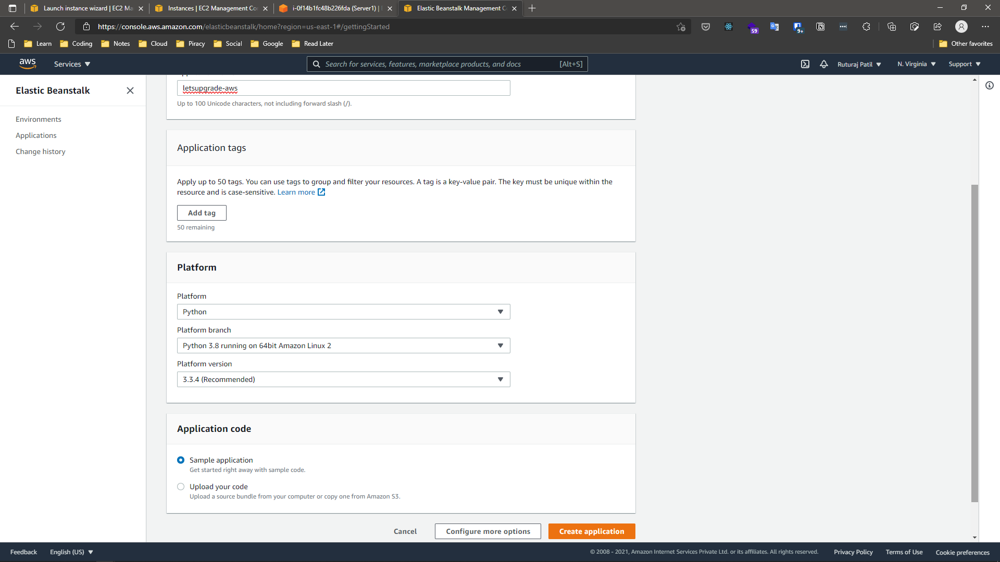 Launch instance wizard | EC2 Ma
Instances | EC2 Management Co
i-0f14b1fc48b226fda (Server1) |
Elastic Beanstalk Management C
https://console.aws.amazon.com/elasticbeanstalk/home?region=us-east-1#/gettingStarted
59
9+
Learn
Coding
Notes
Cloud
Piracy
Social
Google
Read Later
Other favorites
aws
Services
Search for services, features, marketplace products, and docs
[Alt+S]
Ruturaj Patil
N. Virginia
Support
Elastic Beanstalk
Environments
Applications
Change history
letsupgrade-aws
Up to 100 Unicode characters, not including forward slash (/).
Application tags
Apply up to 50 tags. You can use tags to group and filter your resources. A tag is a key-value pair. The key must be unique within the
resource and is case-sensitive. Learn more
Add tag
50 remaining
Platform
Platform
Python
Platform branch
Python 3.8 running on 64bit Amazon Linux 2
Platform version
3.3.4 (Recommended)
Application code
Sample application
Get started right away with sample code.
Upload your code
Upload a source bundle from your computer or copy one from Amazon S3.
Cancel
Configure more options
Create application
Feedback
English (US)
© 2008 - 2021, Amazon Internet Services Private Ltd. or its affiliates. All rights reserved.
Privacy Policy
Terms of Use
Cookie preferences